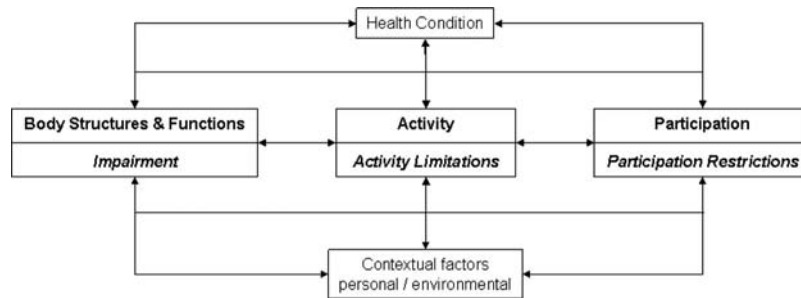 Health Condition
Body Structures & Functions
Impairment
Activity
Activity Limitations
Participation
Participation Restrictions
Contextual factors
personal / environmental